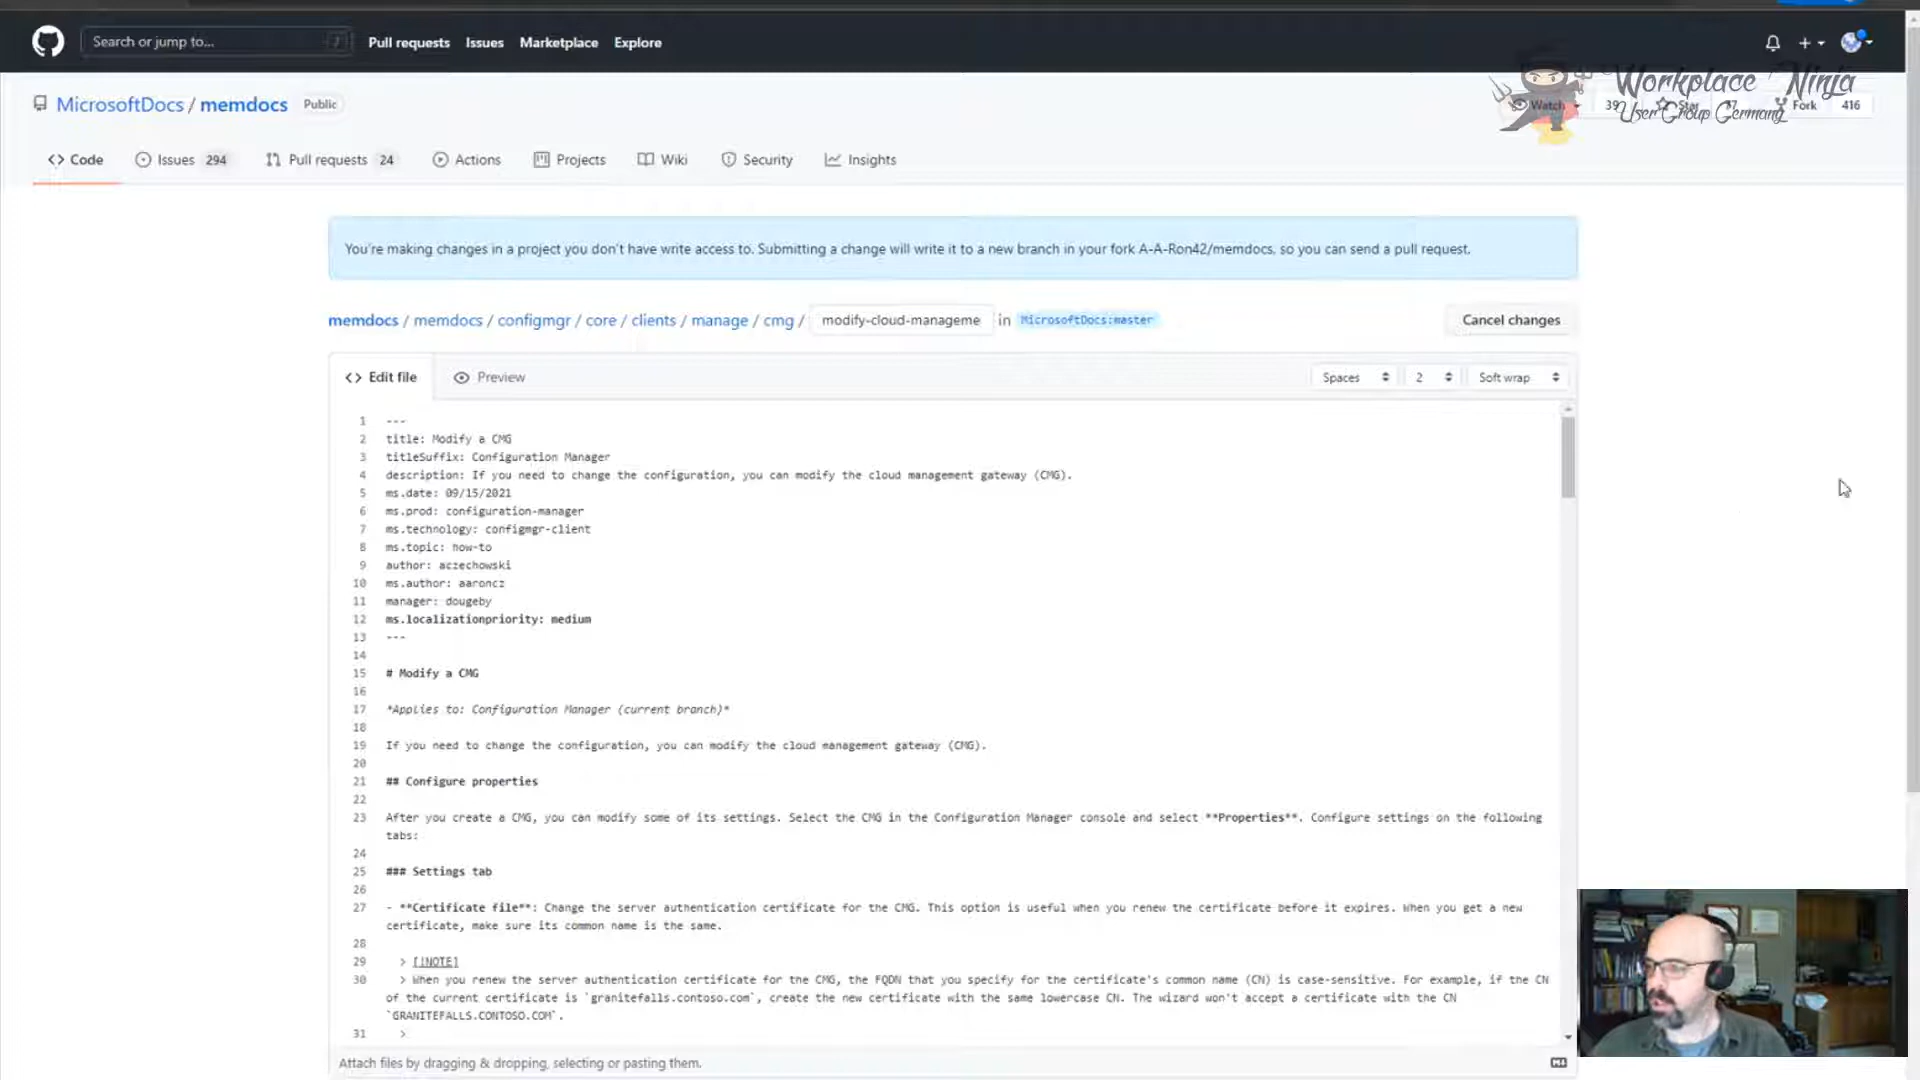 Search or jump to...
/
Pull requests
Issues
Marketplace
Explore
Workplace Ninja
User Group Germany
MicrosoftDocs / memdocs
Public
Watch
39
Star
Fork
416
<> Code
Issues 294
Pull requests 24
Actions
Projects
Wiki
Security
Insights
You're making changes in a project you don't have write access to. Submitting a change will write it to a new branch in your fork A-A-Ron42/memdocs, so you can send a pull request.
memdocs / memdocs / configmgr / core / clients / manage / cmg / modify-cloud-manageme in MicrosoftDocs:master
Cancel changes
<> Edit file
Preview
Spaces
2
Soft wrap
1 ---
2 title: Modify a CMG
3 titleSuffix: Configuration Manager
4 description: If you need to change the configuration, you can modify the cloud management gateway (CMG).
5 ms.date: 09/15/2021
6 ms.prod: configuration-manager
7 ms.technology: configmgr-client
8 ms.topic: how-to
9 author: aczechowski
10 ms.author: aaroncz
11 manager: dougeby
12 ms.localizationpriority: medium
13 ---
14
15 # Modify a CMG
16
17 *Applies to: Configuration Manager (current branch)*
18
19 If you need to change the configuration, you can modify the cloud management gateway (CMG).
20
21 ## Configure properties
22
23 After you create a CMG, you can modify some of its settings. Select the CMG in the Configuration Manager console and select **Properties**. Configure settings on the following
tabs:
24
25 ### Settings tab
26
27 - **Certificate file**: Change the server authentication certificate for the CMG. This option is useful when you renew the certificate before it expires. When you get a new
certificate, make sure its common name is the same.
28
29 > [!NOTE]
30 > When you renew the server authentication certificate for the CMG, the FQDN that you specify for the certificate's common name (CN) is case-sensitive. For example, if the CN
of the current certificate is `granitefalls.contoso.com`, create the new certificate with the same lowercase CN. The wizard won't accept a certificate with the CN
`GRANITEFALLS.CONTOSO.COM`.
31 >
Attach files by dragging & dropping, selecting or pasting them.